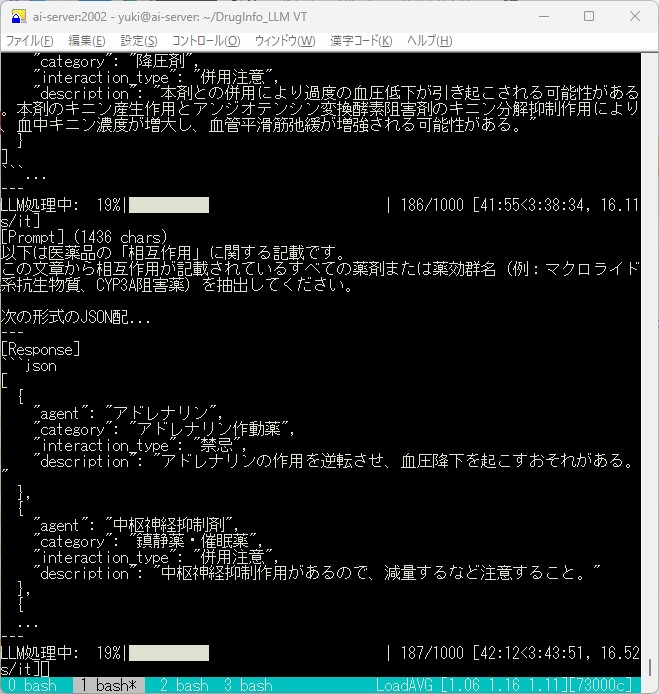 ai-server:2002 - yuki@ai-server: ~/DrugInfo_LLM VT
ファイル(F) 編集(E) 設定(S) コントロール(O) ウィンドウ(W) 漢字コード(K) ヘルプ(H)
"category": "降圧剤",
"interaction_type": "併用注意",
"description": "本剤との併用により過度の血圧低下が引き起こされる可能性がある
。本剤のキニン産生作用とアンジオテンシン変換酵素阻害剤のキニン分解抑制作用により
、血中キニン濃度が増大し、血管平滑筋弛緩が増強される可能性がある。"
}
]
```...
---
LLM処理中: 19%| | 186/1000 [41:55<3:38:34, 16.11
s/it]
[Prompt] (1436 chars)
以下は医薬品の「相互作用」に関する記載です。
この文章から相互作用が記載されているすべての薬剤または薬効群名（例：マクロライド
系抗生物質、CYP3A阻害薬）を抽出してください。
次の形式のJSON配...
---
[Response]
```json
[
{
"agent": "アドレナリン",
"category": "アドレナリン作動薬",
"interaction_type": "禁忌",
"description": "アドレナリンの作用を逆転させ、血圧降下を起こすおそれがある。
"
},
{
"agent": "中枢神経抑制剤",
"category": "鎮静薬・催眠薬",
"interaction_type": "併用注意",
"description": "中枢神経抑制作用があるので、減量するなど注意すること。"
},
{
...
---
LLM処理中: 19%| | 187/1000 [42:12<3:43:51, 16.52
s/it]
0 bash 1 bash* 2 bash 3 bash LoadAVG [1.06 1.16 1.11][73000c]